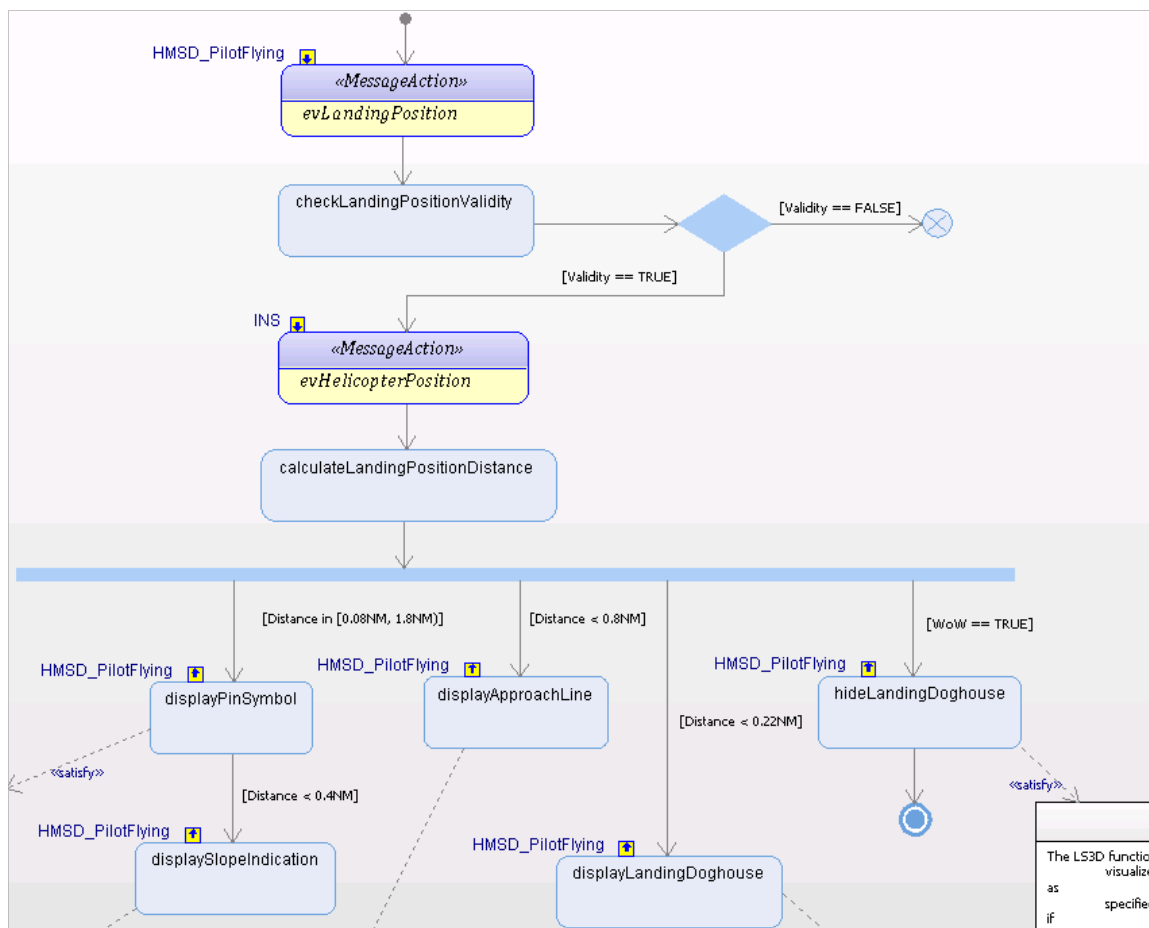 HMSD_PilotFlying
«MessageAction»
evLandingPosition
checkLandingPositionValidity
[Validity == FALSE]
[Validity == TRUE]
INS
«MessageAction»
evHelicopterPosition
calculateLandingPositionDistance
[Distance in [0.08NM, 1.8NM)]
[Distance < 0.8NM]
[WoW == TRUE]
HMSD_PilotFlying
HMSD_PilotFlying
HMSD_PilotFlying
displayPinSymbol
displayApproachLine
hideLandingDoghouse
[Distance < 0.22NM]
«satisfy»
«satisfy»
[Distance < 0.4NM]
HMSD_PilotFlying
HMSD_PilotFlying
displaySlopeIndication
displayLandingDoghouse
The LS3D functio
visualize
as
specifie
if